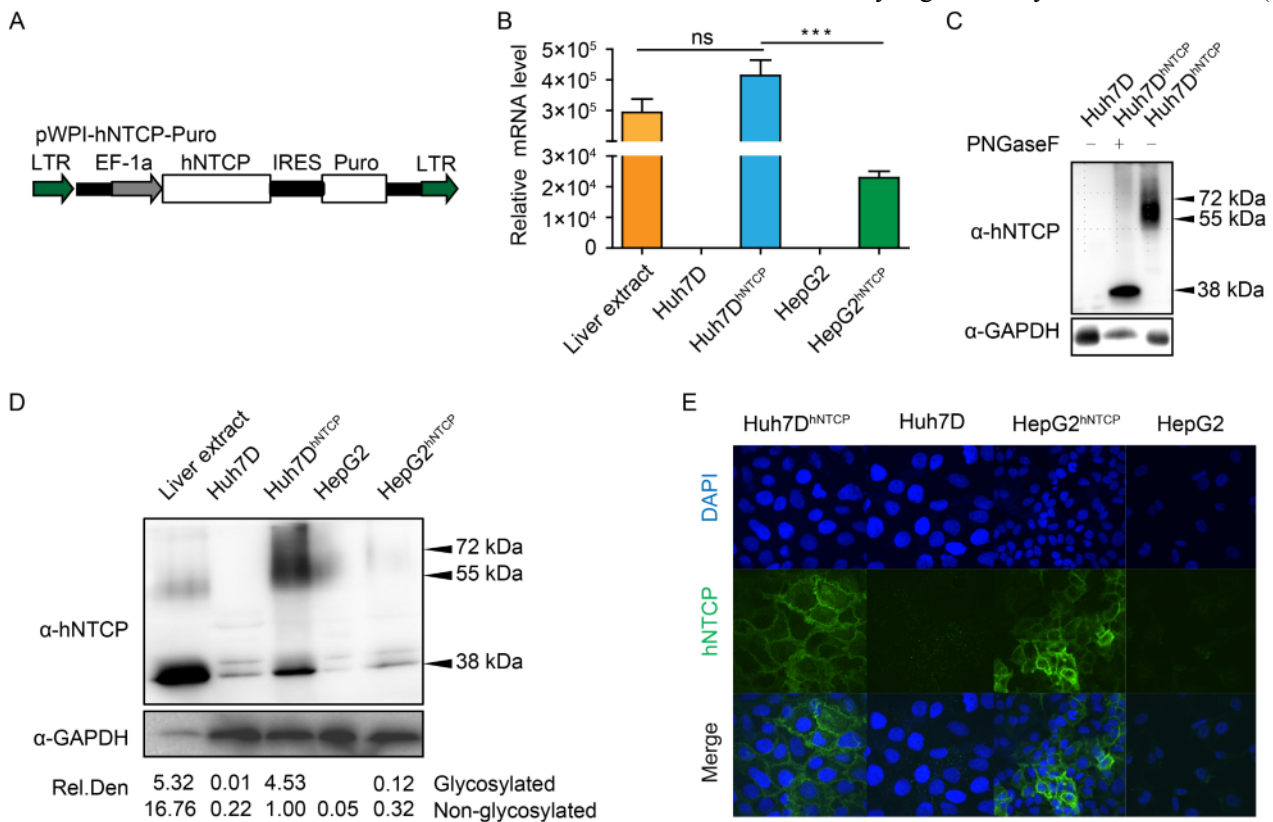 A
pWPI-hNTCP-Puro
LTR EF-1a hNTCP IRES Puro LTR
B
Relative mRNA level
5×10⁵
4×10⁵
3×10⁵
3×10⁴
2×10⁴
1×10⁴
0
ns
***
Liver extract
Huh7D
Huh7Dʰᴺᵀᶜᴾ
HepG2
HepG2ʰᴺᵀᶜᴾ
C
Huh7D
Huh7Dʰᴺᵀᶜᴾ
Huh7Dʰᴺᵀᶜᴾ
PNGaseF − + −
72 kDa
55 kDa
α-hNTCP
38 kDa
α-GAPDH
D
Liver extract
Huh7D
Huh7Dʰᴺᵀᶜᴾ
HepG2
HepG2ʰᴺᵀᶜᴾ
72 kDa
55 kDa
α-hNTCP
38 kDa
α-GAPDH
Rel.Den 5.32 0.01 4.53 0.12 Glycosylated
16.76 0.22 1.00 0.05 0.32 Non-glycosylated
E
Huh7Dʰᴺᵀᶜᴾ Huh7D HepG2ʰᴺᵀᶜᴾ HepG2
DAPI
hNTCP
Merge